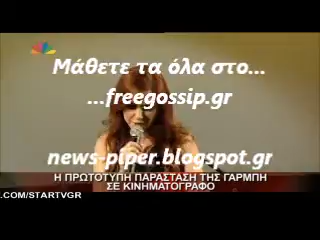 Μάθετε τα όλα στο...
...freegossip.gr
news-piper.blogspot.gr
Η ΠΡΩΤΟΤΥΠΗ ΠΑΡΑΣΤΑΣΗ ΤΗΣ ΓΑΡΜΠΗ
ΣΕ ΚΙΝΗΜΑΤΟΓΡΑΦΟ
.COM/STARTVGR